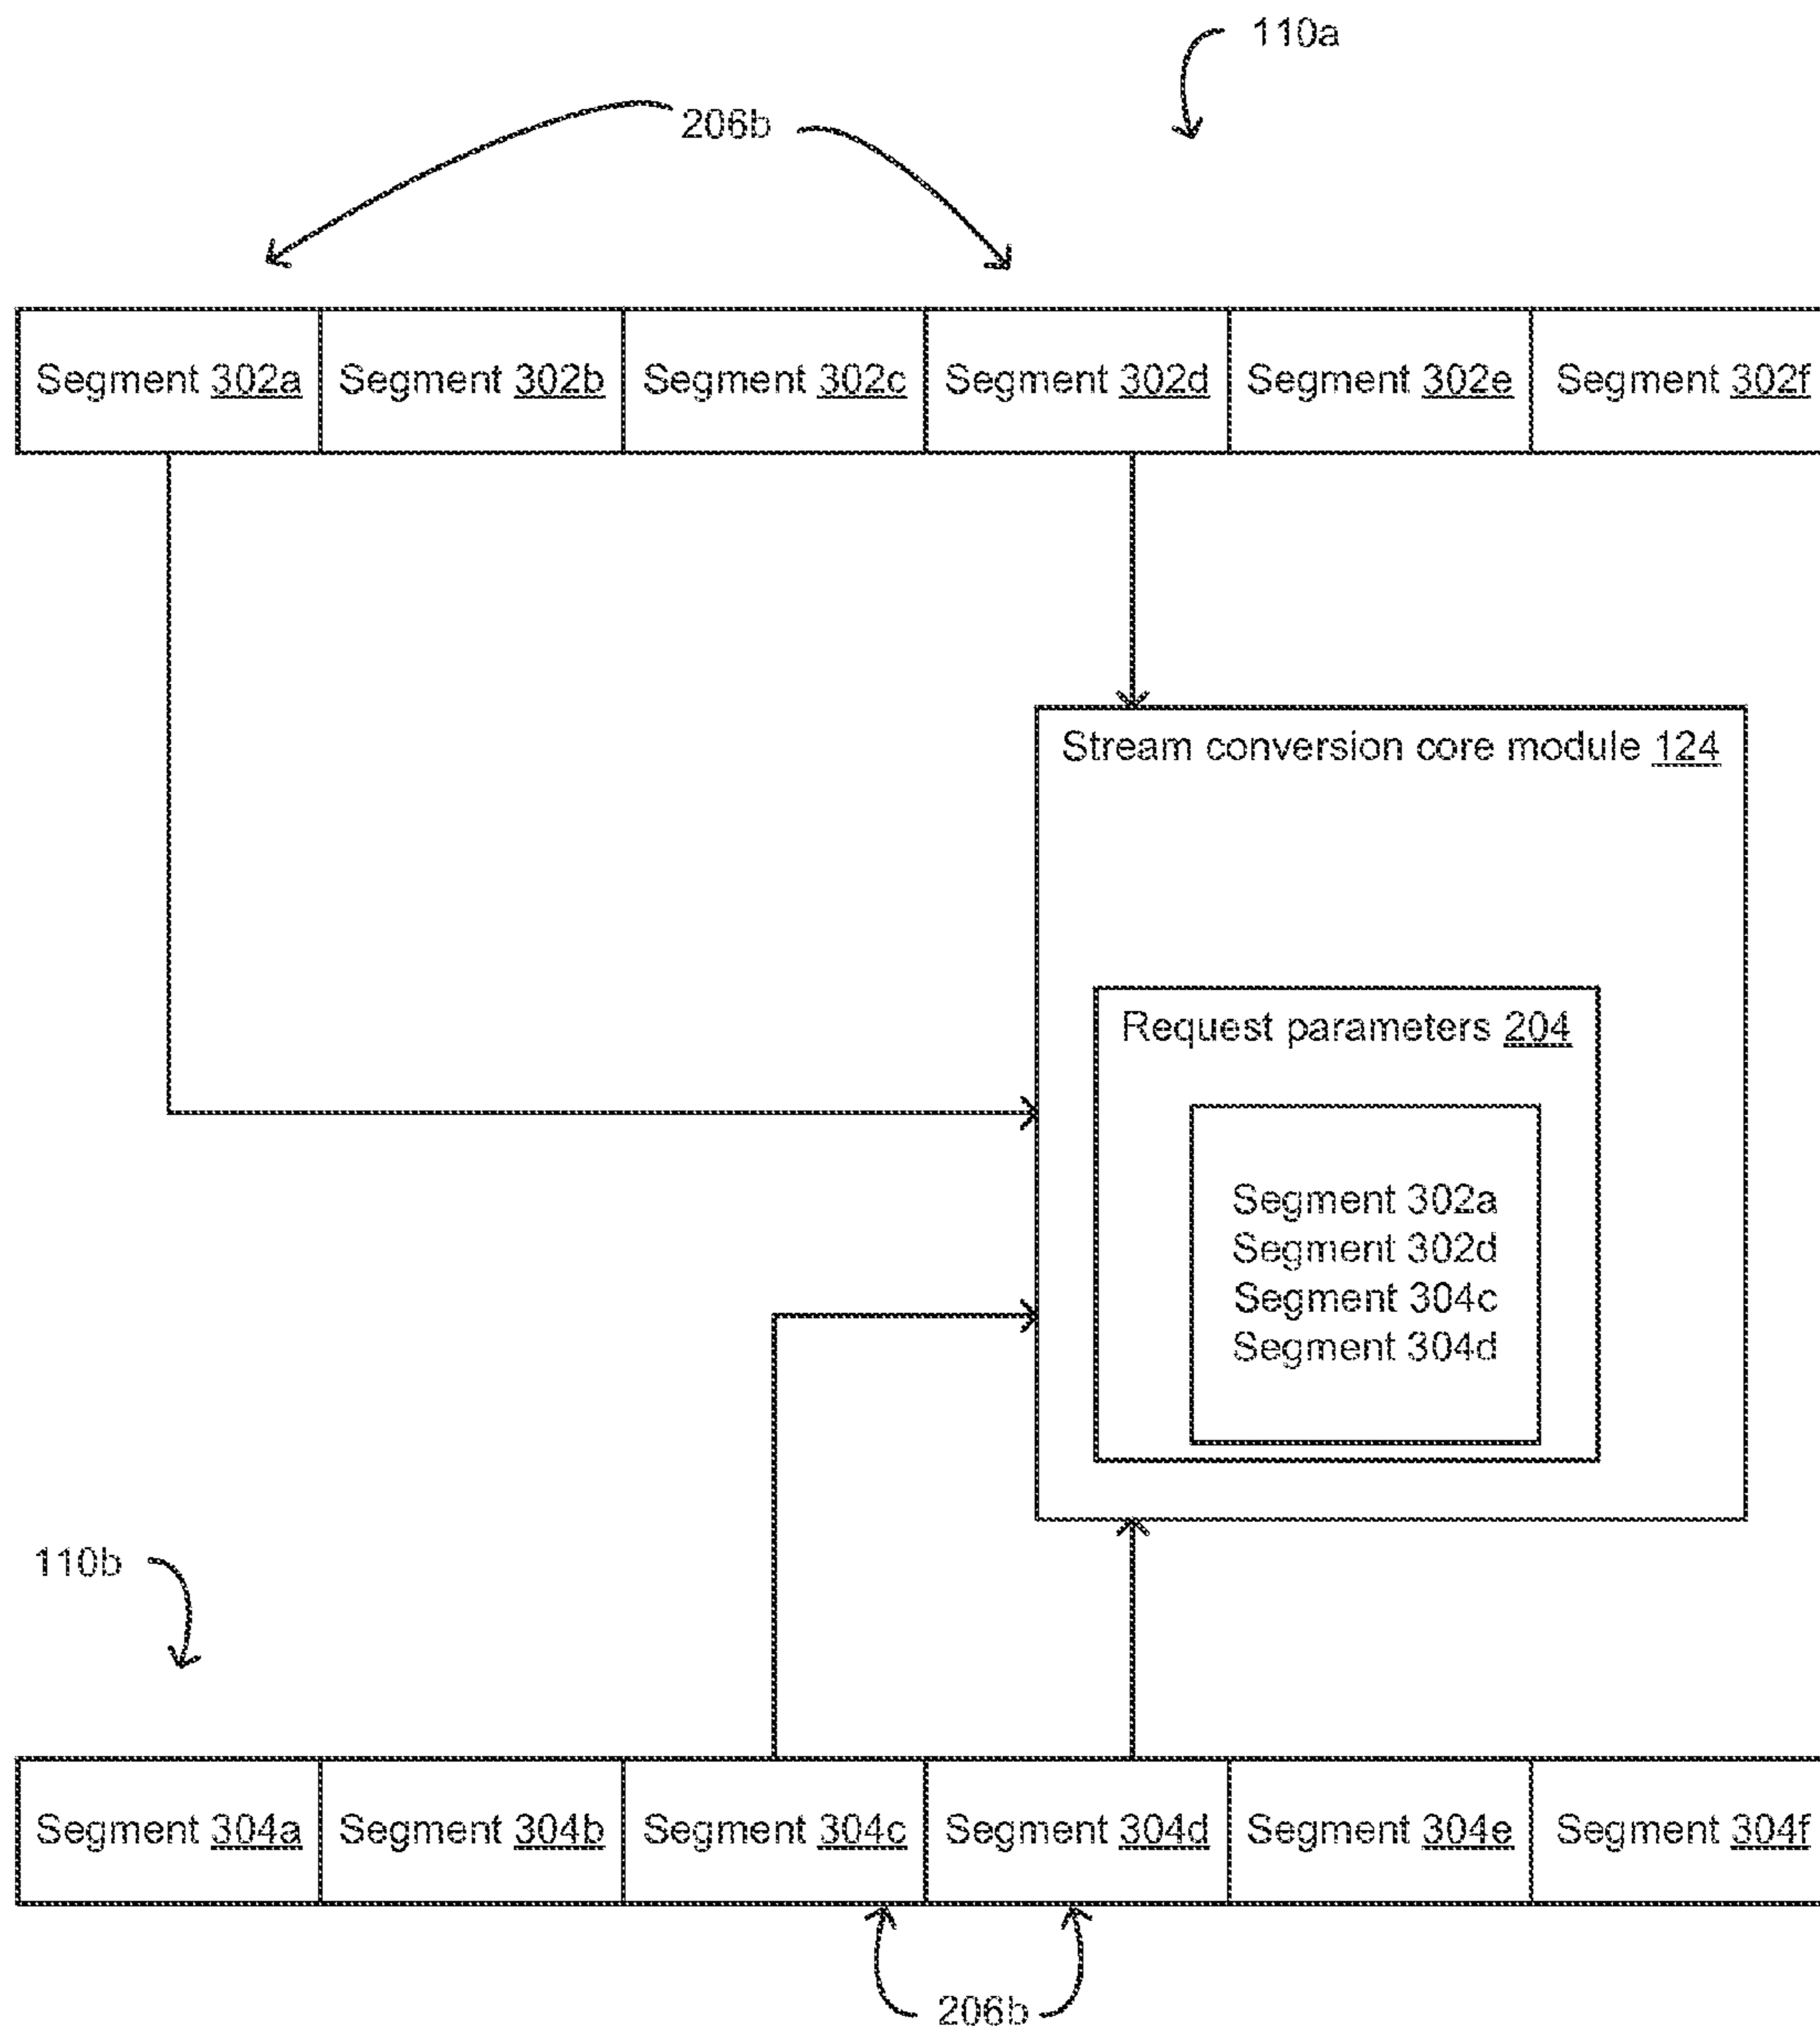 110a
206b
Segment 302a Segment 302b Segment 302c Segment 302d Segment 302e Segment 302f
Stream conversion core module 124
Request parameters 204
Segment 302a
Segment 302d
Segment 304c
Segment 304d
110b
Segment 304a Segment 304b Segment 304c Segment 304d Segment 304e Segment 304f
206b